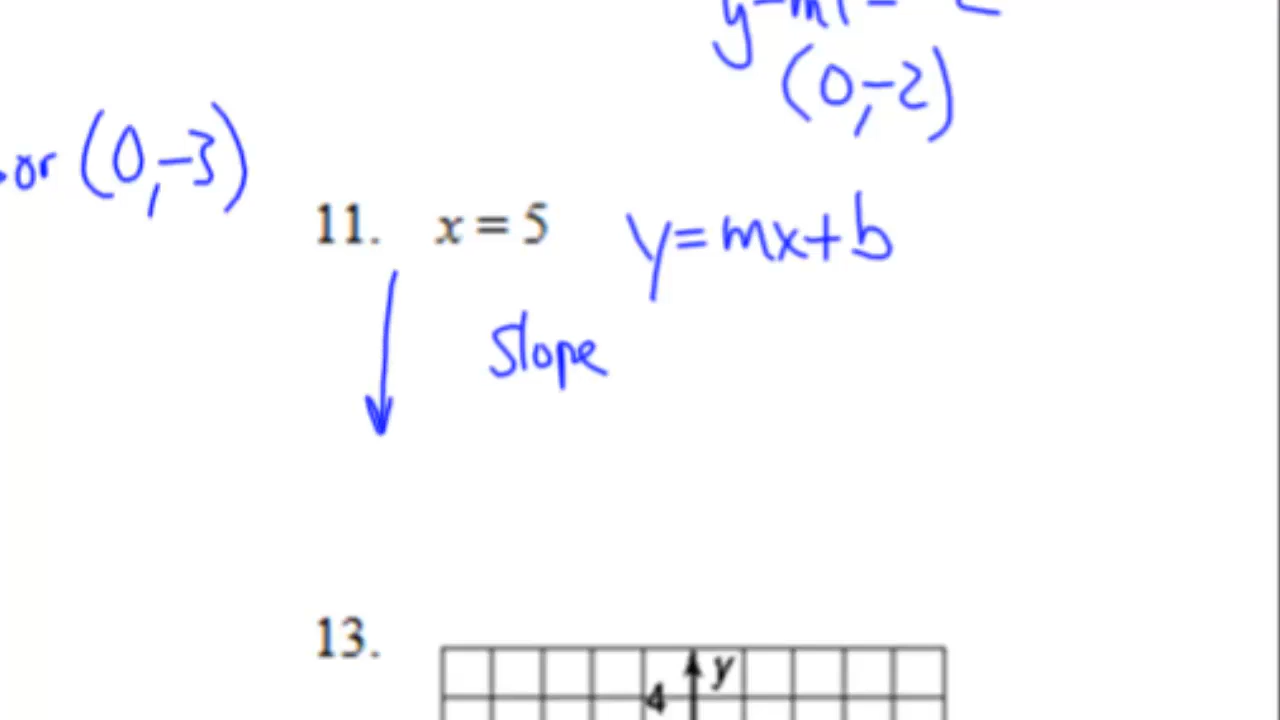 (0,-2)
or (0,-3)
11. x = 5 y = mx + b
Slope
13.
y
4